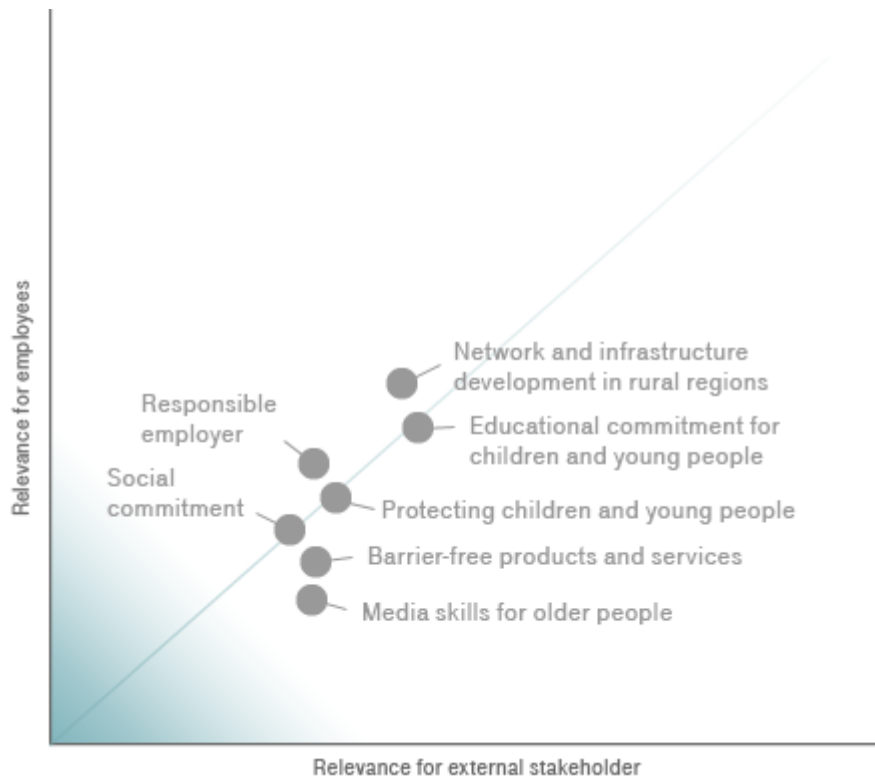 Network and infrastructure
development in rural regions
Responsible
employer
Educational commitment for
children and young people
Social
commitment
Protecting children and young people
Barrier-free products and services
Media skills for older people
Relevance for employees
Relevance for external stakeholder